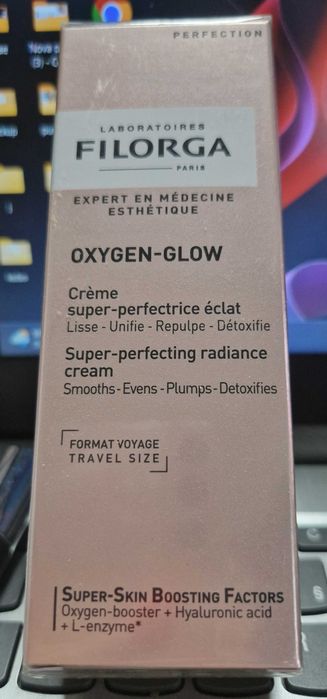 PERFECTION
LABORATOIRES
FILORGA
PARIS
EXPERT EN MÉDECINE
ESTHÉTIQUE
OXYGEN-GLOW
Crème
super-perfectrice éclat
Lisse - Unifie - Repulpe - Détoxifie
Super-perfecting radiance
cream
Smooths - Evens - Plumps - Detoxifies
FORMAT VOYAGE
TRAVEL SIZE
SUPER-SKIN BOOSTING FACTORS
Oxygen-booster + Hyaluronic acid
+ L-enzyme*